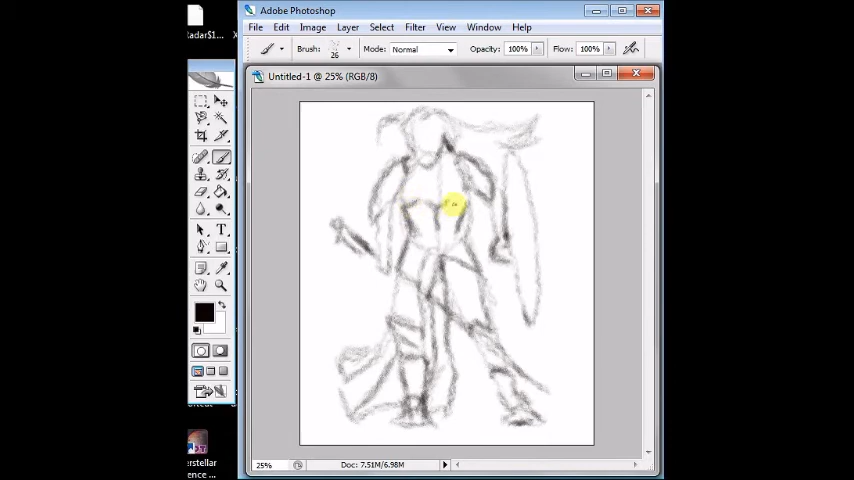 Adobe Photoshop
File Edit Image Layer Select Filter View Window Help
Brush: 26 Mode: Normal Opacity: 100% Flow: 100%
Untitled-1 @ 25% (RGB/8)
25% Doc: 7.51M/6.98M